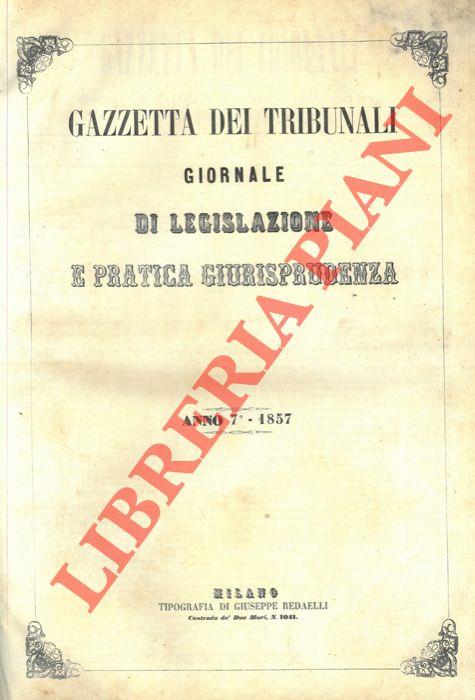 GAZZETTA DEI TRIBUNALI
GIORNALE
DI LEGISLAZIONE
E PRATICA GIURISPRUDENZA
ANNO 7° - 1857
MILANO
TIPOGRAFIA DI GIUSEPPE REDAELLI
Contrada de' Due Muri, N. 1041.
LIBRERIA PIANI